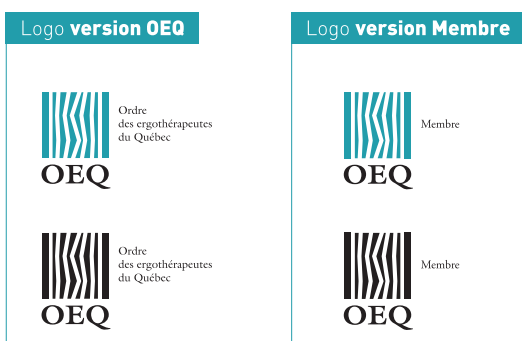 Logo version OEQ
Ordre
des ergothérapeutes
du Québec
OEQ
Ordre
des ergothérapeutes
du Québec
OEQ
Logo version Membre
Membre
OEQ
Membre
OEQ